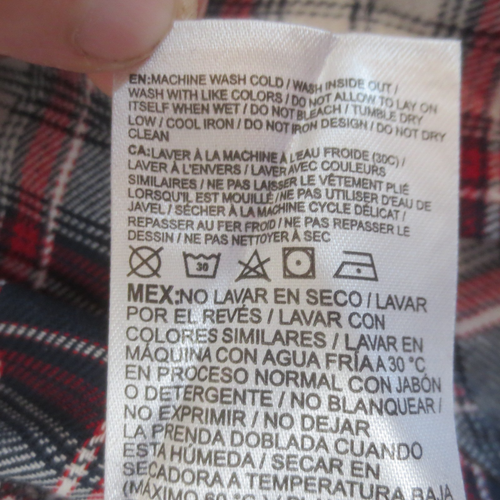 EN:MACHINE WASH COLD / WASH INSIDE OUT /
WASH WITH LIKE COLORS / DO NOT ALLOW TO LAY ON
ITSELF WHEN WET / DO NOT BLEACH / TUMBLE DRY
LOW / COOL IRON / DO NOT IRON DESIGN / DO NOT DRY
CLEAN
CA:LAVER À LA MACHINE À L'EAU FROIDE (30C) /
LAVER À L'ENVERS / LAVER AVEC COULEURS
SIMILAIRES / NE PAS LAISSER LE VÊTEMENT PLIÉ
LORSQU'IL EST MOUILLÉ / NE PAS UTILISER D'EAU DE
JAVEL / SÉCHER À LA MACHINE CYCLE DÉLICAT /
REPASSER AU FER FROID / NE PAS REPASSER LE
DESSIN / NE PAS NETTOYER À SEC
30
MEX:NO LAVAR EN SECO / LAVAR
POR EL REVÉS / LAVAR CON
COLORES SIMILARES / LAVAR EN
MÁQUINA CON AGUA FRÍA A 30 °C
EN PROCESO NORMAL CON JABÓN
O DETERGENTE / NO BLANQUEAR /
NO EXPRIMIR / NO DEJAR
LA PRENDA DOBLADA CUANDO
ESTÁ HÚMEDA / SECAR EN
SECADORA A TEMPERATURA BAJA
(MÁXIMO